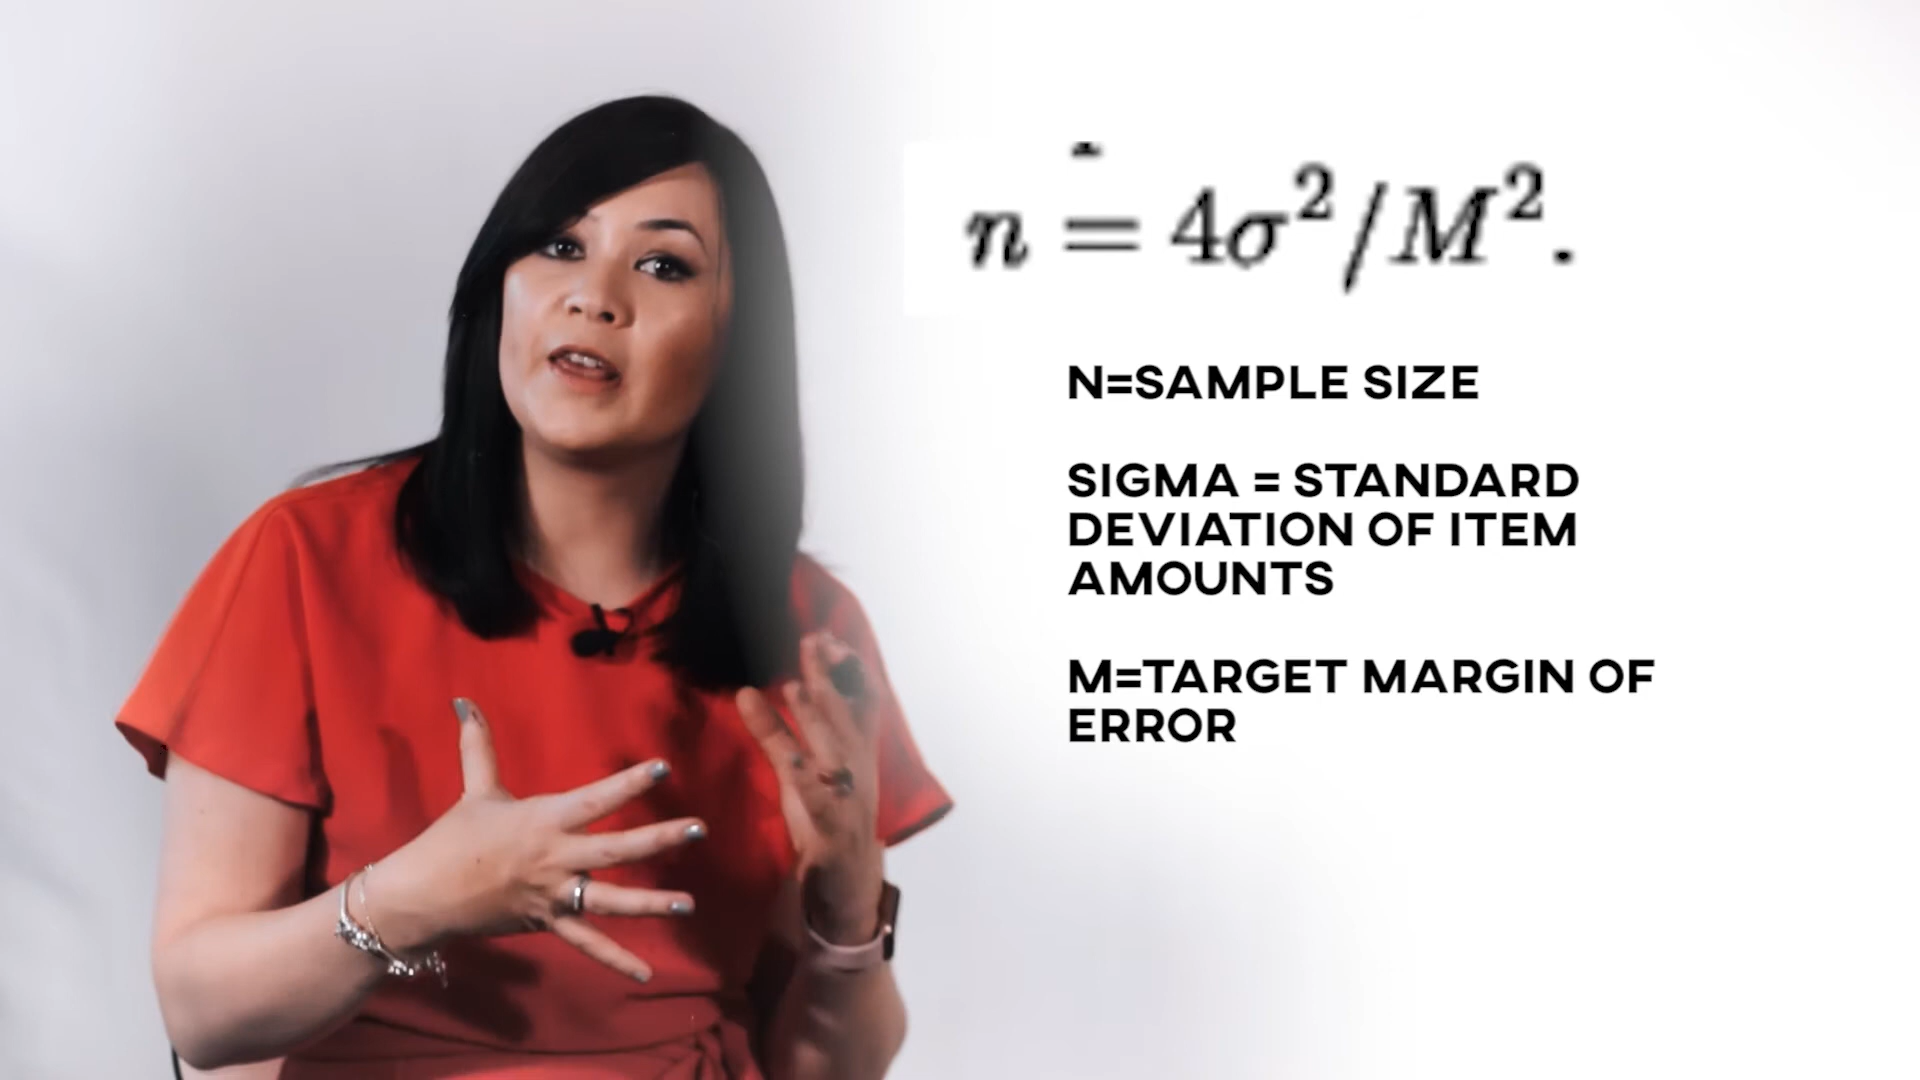 n = 4σ²/M².
N=SAMPLE SIZE
SIGMA = STANDARD
DEVIATION OF ITEM
AMOUNTS
M=TARGET MARGIN OF
ERROR